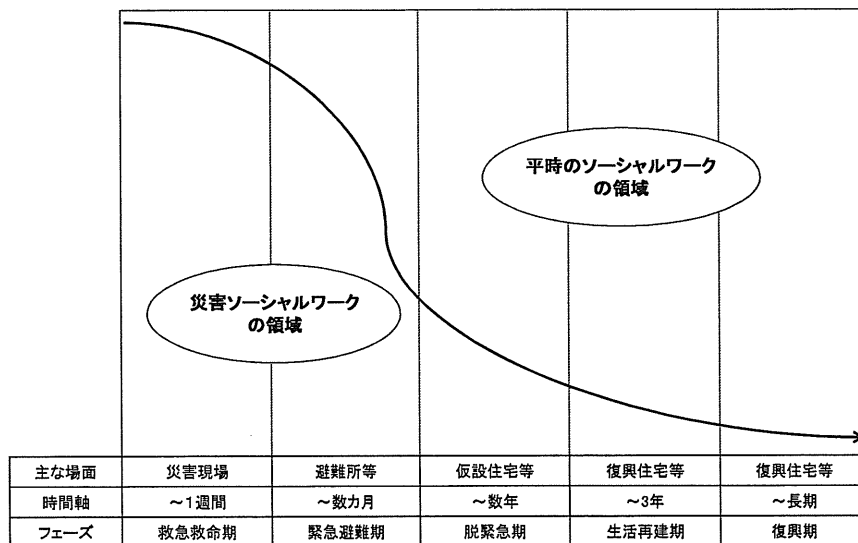 平時のソーシャルワーク
の領域
災害ソーシャルワーク
の領域
主な場面 災害現場 避難所等 仮設住宅等 復興住宅等 復興住宅等
時間軸 ～1週間 ～数カ月 ～数年 ～3年 ～長期
フェーズ 救急救命期 緊急避難期 脱緊急期 生活再建期 復興期